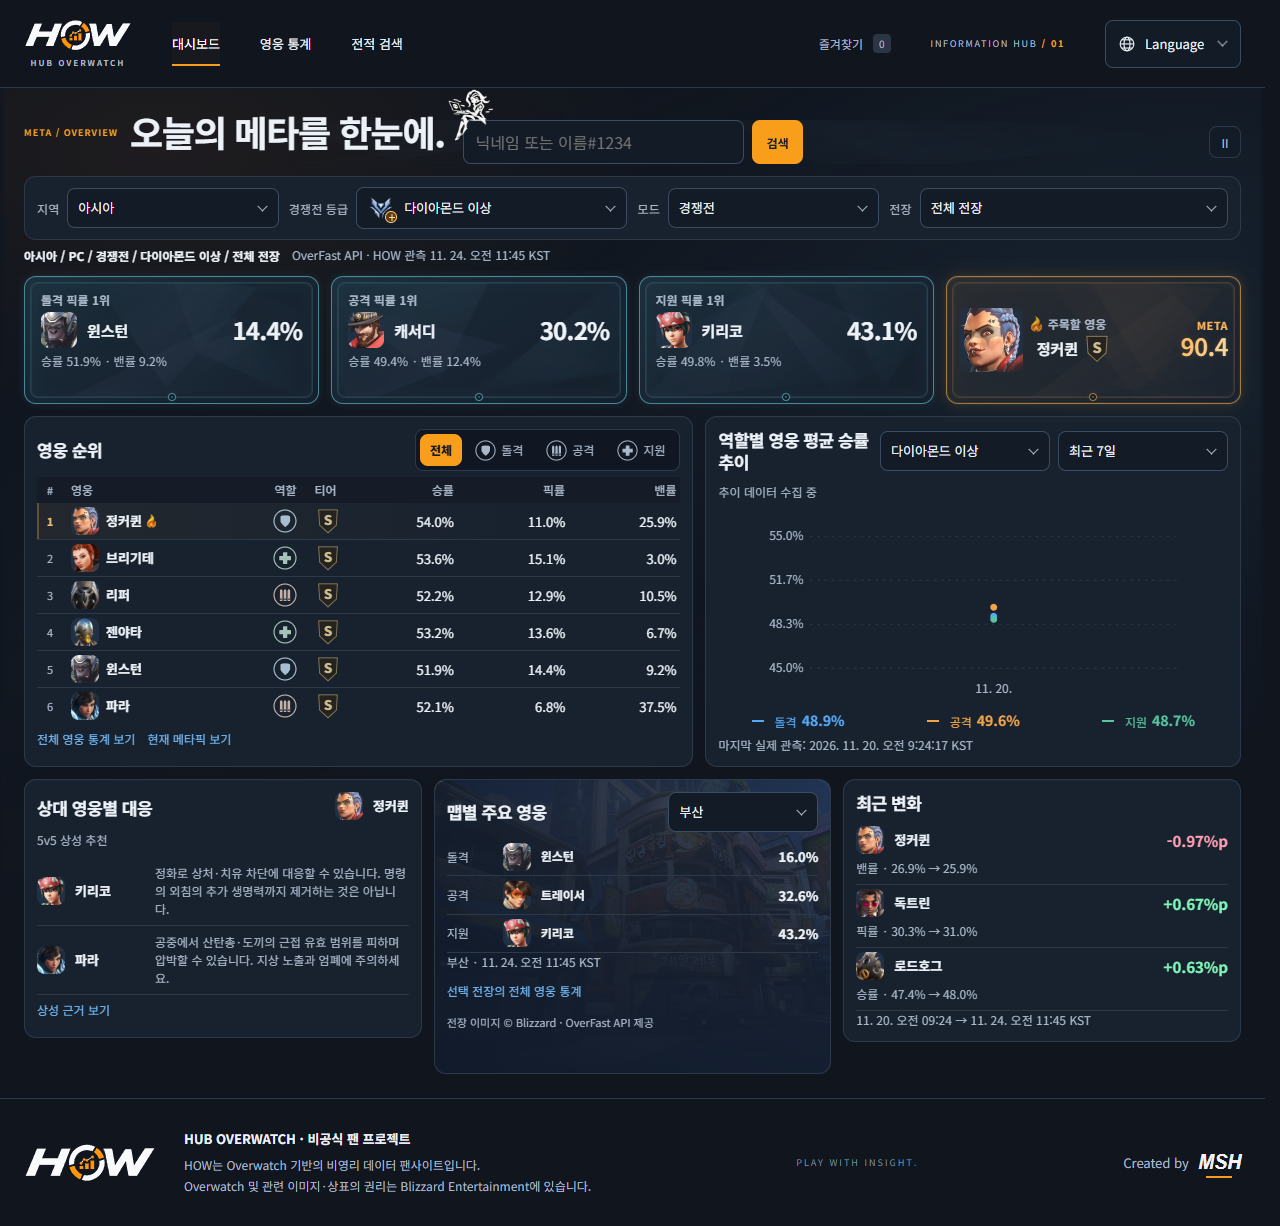 HOW
HUB OVERWATCH
대시보드
영웅 통계
전적 검색
즐겨찾기 0
INFORMATION HUB / 01
Language
META / OVERVIEW
오늘의 메타를 한눈에.
닉네임 또는 이름#1234
검색
지역
아시아
경쟁전 등급
다이아몬드 이상
모드
경쟁전
전장
전체 전장
아시아 / PC / 경쟁전 / 다이아몬드 이상 / 전체 전장
OverFast API · HOW 관측 11. 24. 오전 11:45 KST
돌격 픽률 1위
윈스턴
14.4%
승률 51.9% · 밴률 9.2%
공격 픽률 1위
캐서디
30.2%
승률 49.4% · 밴률 12.4%
지원 픽률 1위
키리코
43.1%
승률 49.8% · 밴률 3.5%
🔥 주목할 영웅
정커퀸 S
META
90.4
영웅 순위
전체
돌격
공격
지원
# 영웅 역할 티어 승률 픽률 밴률
1 정커퀸 🔥 S 54.0% 11.0% 25.9%
2 브리기테 S 53.6% 15.1% 3.0%
3 리퍼 S 52.2% 12.9% 10.5%
4 젠야타 S 53.2% 13.6% 6.7%
5 윈스턴 S 51.9% 14.4% 9.2%
6 파라 S 52.1% 6.8% 37.5%
전체 영웅 통계 보기 현재 메타픽 보기
역할별 영웅 평균 승률
추이
다이아몬드 이상
최근 7일
추이 데이터 수집 중
55.0%
51.7%
48.3%
45.0%
11. 20.
돌격 48.9%
공격 49.6%
지원 48.7%
마지막 실제 관측: 2026. 11. 20. 오전 9:24:17 KST
상대 영웅별 대응
정커퀸
5v5 상성 추천
키리코
정화로 상처·치유 차단에 대응할 수 있습니다. 명령
의 외침의 추가 생명력까지 제거하는 것은 아닙니
다.
파라
공중에서 산탄총·도끼의 근접 유효 범위를 피하며
압박할 수 있습니다. 지상 노출과 엄폐에 주의하세
요.
상성 근거 보기
맵별 주요 영웅
부산
돌격 윈스턴 16.0%
공격 트레이서 32.6%
지원 키리코 43.2%
부산 · 11. 24. 오전 11:45 KST
선택 전장의 전체 영웅 통계
전장 이미지 © Blizzard · OverFast API 제공
최근 변화
정커퀸 -0.97%p
밴률 · 26.9% → 25.9%
독트린 +0.67%p
픽률 · 30.3% → 31.0%
로드호그 +0.63%p
승률 · 47.4% → 48.0%
11. 20. 오전 09:24 → 11. 24. 오전 11:45 KST
HOW
HUB OVERWATCH · 비공식 팬 프로젝트
HOW는 Overwatch 기반의 비영리 데이터 팬사이트입니다.
Overwatch 및 관련 이미지·상표의 권리는 Blizzard Entertainment에 있습니다.
PLAY WITH INSIGHT.
Created by MSH